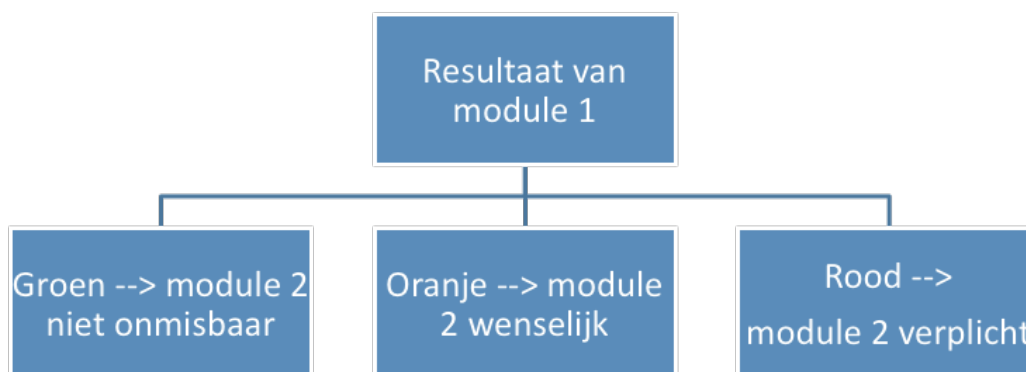 Resultaat van
module 1
Groen --> module 2
niet onmisbaar
Oranje --> module
2 wenselijk
Rood -->
module 2 verplicht